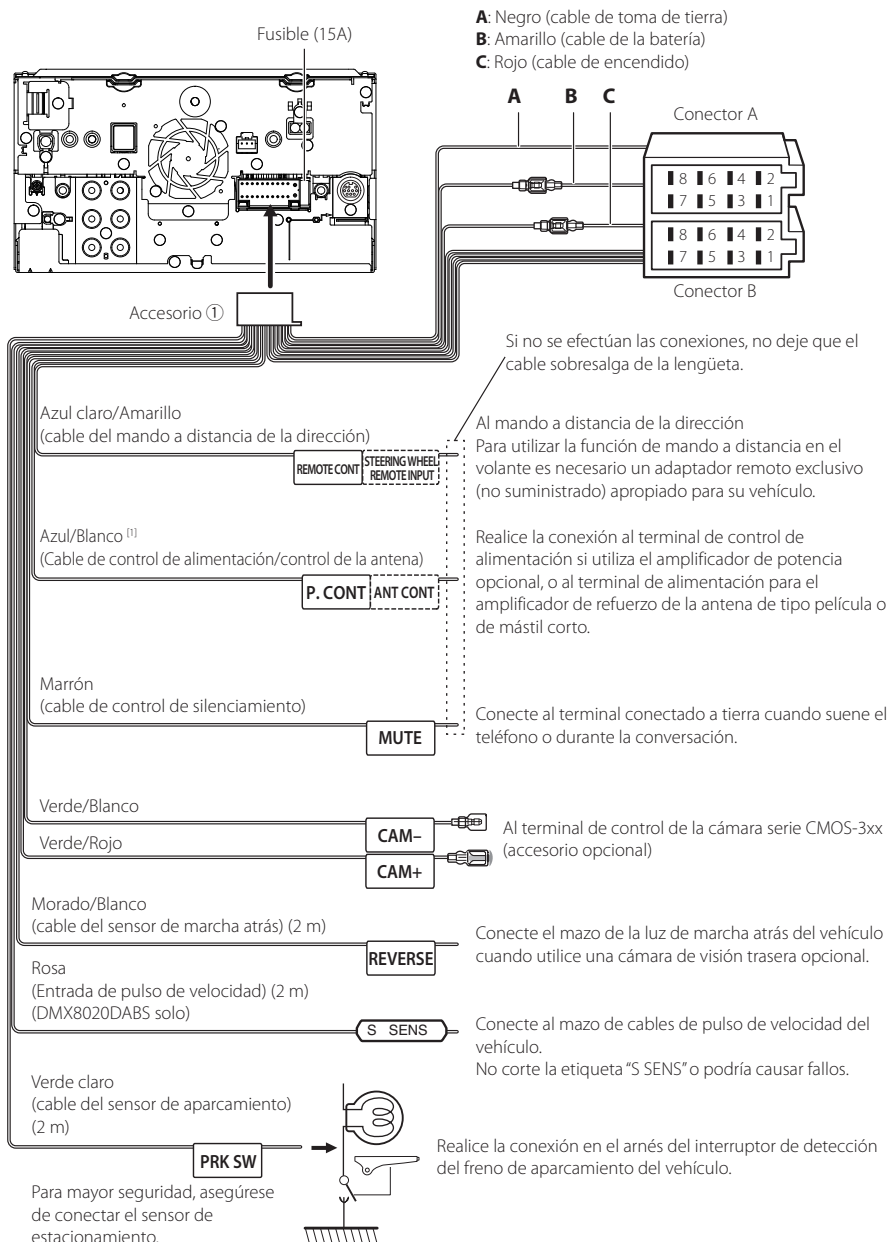 Fusible (15A)
A: Negro (cable de toma de tierra)
B: Amarillo (cable de la batería)
C: Rojo (cable de encendido)
A B C
Conector A
8 6 4 2
7 5 3 1
8 6 4 2
7 5 3 1
Conector B
Accesorio ①
Si no se efectúan las conexiones, no deje que el
cable sobresalga de la lengüeta.
Azul claro/Amarillo
(cable del mando a distancia de la dirección)
REMOTE CONT
STEERING WHEEL
REMOTE INPUT
Al mando a distancia de la dirección
Para utilizar la función de mando a distancia en el
volante es necesario un adaptador remoto exclusivo
(no suministrado) apropiado para su vehículo.
Azul/Blanco [1]
(Cable de control de alimentación/control de la antena)
P. CONT ANT CONT
Realice la conexión al terminal de control de
alimentación si utiliza el amplificador de potencia
opcional, o al terminal de alimentación para el
amplificador de refuerzo de la antena de tipo película o
de mástil corto.
Marrón
(cable de control de silenciamiento)
MUTE
Conecte al terminal conectado a tierra cuando suene el
teléfono o durante la conversación.
Verde/Blanco
CAM−
Verde/Rojo
CAM+
Al terminal de control de la cámara serie CMOS-3xx
(accesorio opcional)
Morado/Blanco
(cable del sensor de marcha atrás) (2 m)
REVERSE
Conecte el mazo de la luz de marcha atrás del vehículo
cuando utilice una cámara de visión trasera opcional.
Rosa
(Entrada de pulso de velocidad) (2 m)
(DMX8020DABS solo)
S SENS
Conecte al mazo de cables de pulso de velocidad del
vehículo.
No corte la etiqueta “S SENS” o podría causar fallos.
Verde claro
(cable del sensor de aparcamiento)
(2 m)
PRK SW
Realice la conexión en el arnés del interruptor de detección
del freno de aparcamiento del vehículo.
Para mayor seguridad, asegúrese
de conectar el sensor de
estacionamiento.